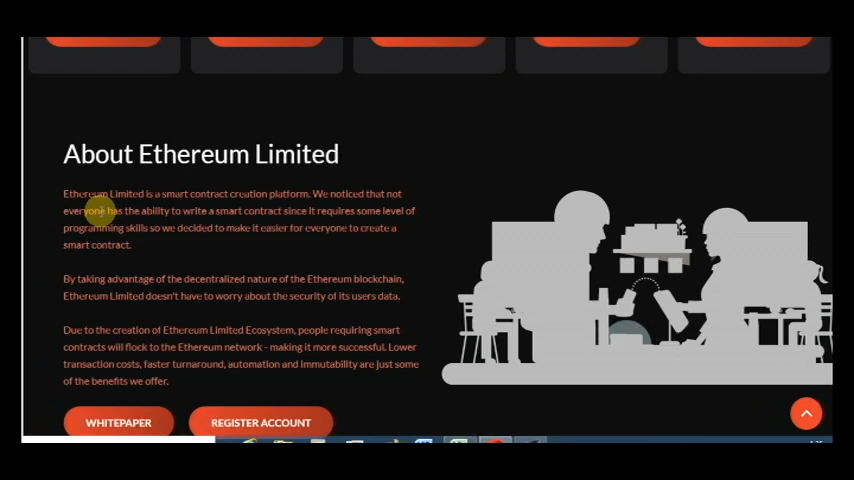 About Ethereum Limited
Ethereum Limited is a smart contract creation platform. We noticed that not
everyone has the ability to write a smart contract since it requires some level of
programming skills so we decided to make it easier for everyone to create a
smart contract.
By taking advantage of the decentralized nature of the Ethereum blockchain,
Ethereum Limited doesn't have to worry about the security of its users data.
Due to the creation of Ethereum Limited Ecosystem, people requiring smart
contracts will flock to the Ethereum network - making it more successful. Lower
transaction costs, faster turnaround, automation and immutability are just some
of the benefits we offer.
WHITEPAPER REGISTER ACCOUNT